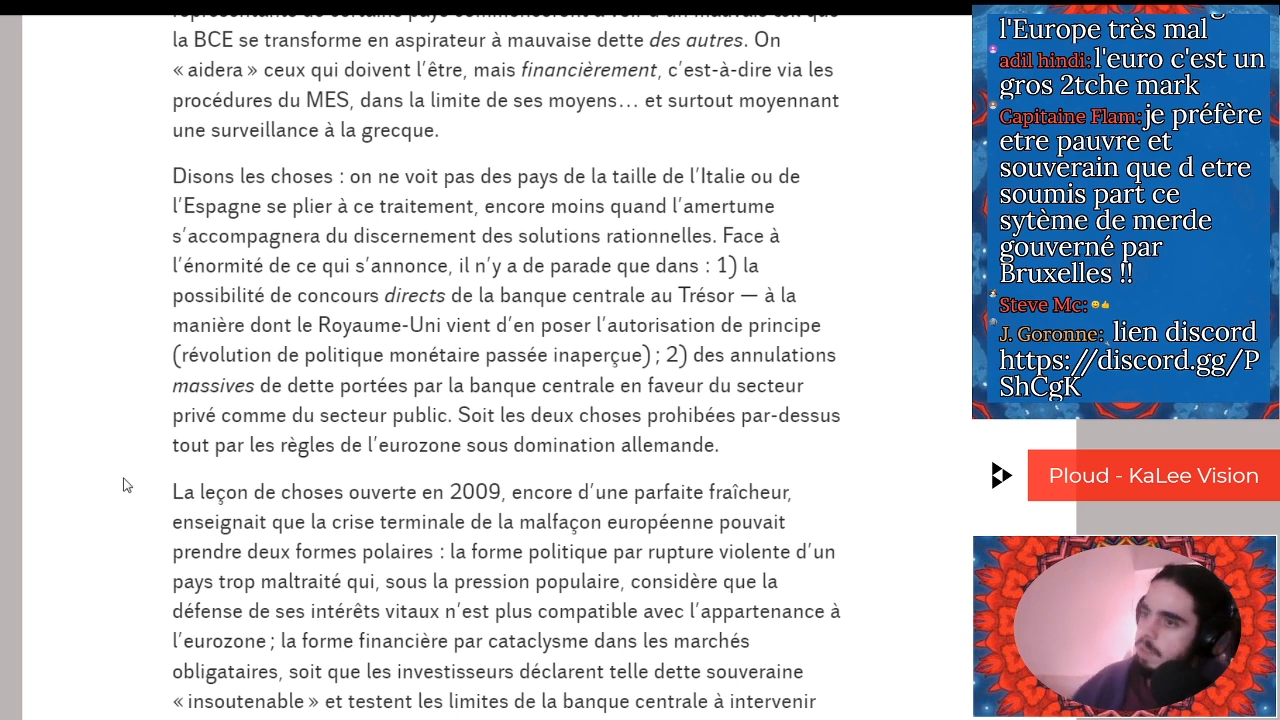 la BCE se transforme en aspirateur à mauvaise dette des autres. On
« aidera » ceux qui doivent l’être, mais financièrement, c’est-à-dire via les
procédures du MES, dans la limite de ses moyens… et surtout moyennant
une surveillance à la grecque.
Disons les choses : on ne voit pas des pays de la taille de l’Italie ou de
l’Espagne se plier à ce traitement, encore moins quand l’amertume
s’accompagnera du discernement des solutions rationnelles. Face à
l’énormité de ce qui s’annonce, il n’y a de parade que dans : 1) la
possibilité de concours directs de la banque centrale au Trésor — à la
manière dont le Royaume-Uni vient d’en poser l’autorisation de principe
(révolution de politique monétaire passée inaperçue) ; 2) des annulations
massives de dette portées par la banque centrale en faveur du secteur
privé comme du secteur public. Soit les deux choses prohibées par-dessus
tout par les règles de l’eurozone sous domination allemande.
La leçon de choses ouverte en 2009, encore d’une parfaite fraîcheur,
enseignait que la crise terminale de la malfaçon européenne pouvait
prendre deux formes polaires : la forme politique par rupture violente d’un
pays trop maltraité qui, sous la pression populaire, considère que la
défense de ses intérêts vitaux n’est plus compatible avec l’appartenance à
l’eurozone ; la forme financière par cataclysme dans les marchés
obligataires, soit que les investisseurs déclarent telle dette souveraine
« insoutenable » et testent les limites de la banque centrale à intervenir
l'Europe très mal
adil hindi: l'euro c'est un
gros 2tche mark
Capitaine Flam: je préfère
etre pauvre et
souverain que d etre
soumis part ce
sytème de merde
gouverné par
Bruxelles !!
Steve Mc:
J. Goronne: lien discord
https://discord.gg/P
ShCgK
Ploud - KaLee Vision